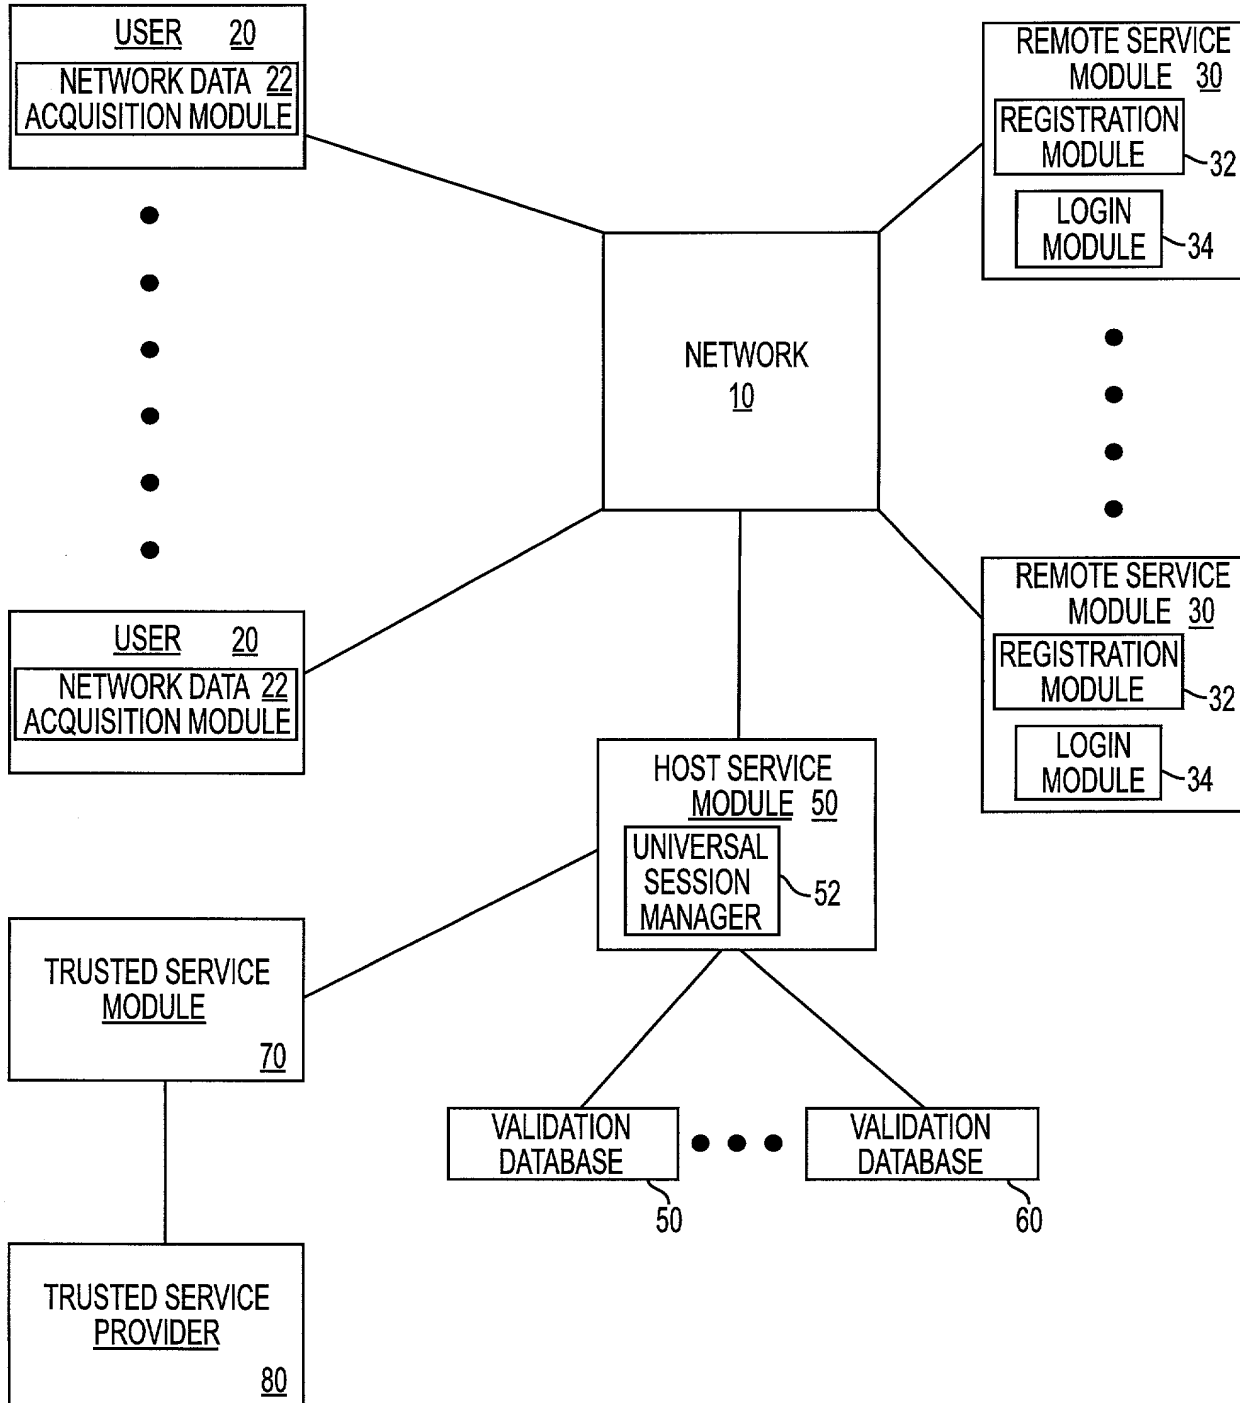 USER 20
NETWORK DATA 22
ACQUISITION MODULE
REMOTE SERVICE
MODULE 30
REGISTRATION
MODULE
32
LOGIN
MODULE
34
NETWORK
10
USER 20
NETWORK DATA 22
ACQUISITION MODULE
REMOTE SERVICE
MODULE 30
REGISTRATION
MODULE
32
LOGIN
MODULE
34
HOST SERVICE
MODULE 50
UNIVERSAL
SESSION
MANAGER
52
TRUSTED SERVICE
MODULE
70
VALIDATION
DATABASE
50
VALIDATION
DATABASE
60
TRUSTED SERVICE
PROVIDER
80